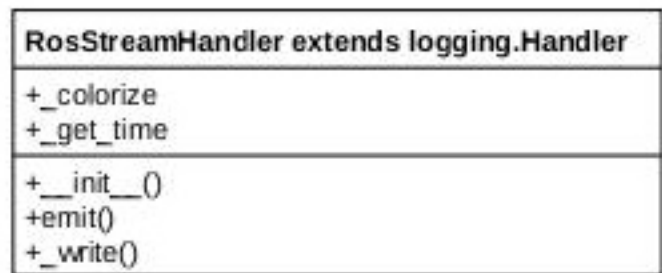 RosStreamHandler extends logging.Handler
+_colorize
+_get_time
+__init__()
+emit()
+_write()